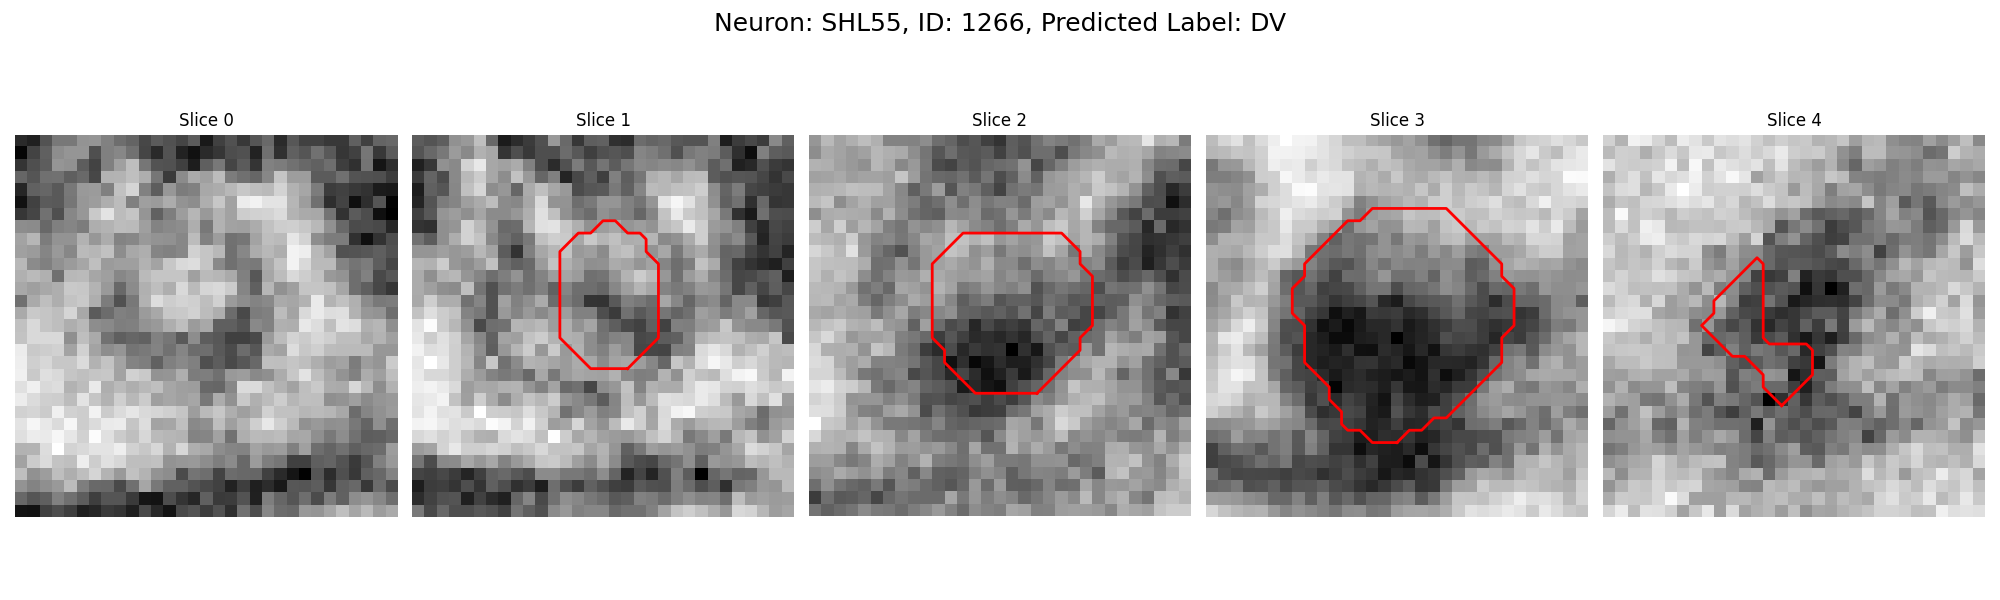 Neuron: SHL55, ID: 1266, Predicted Label: DV
Slice 0
Slice 1
Slice 2
Slice 3
Slice 4